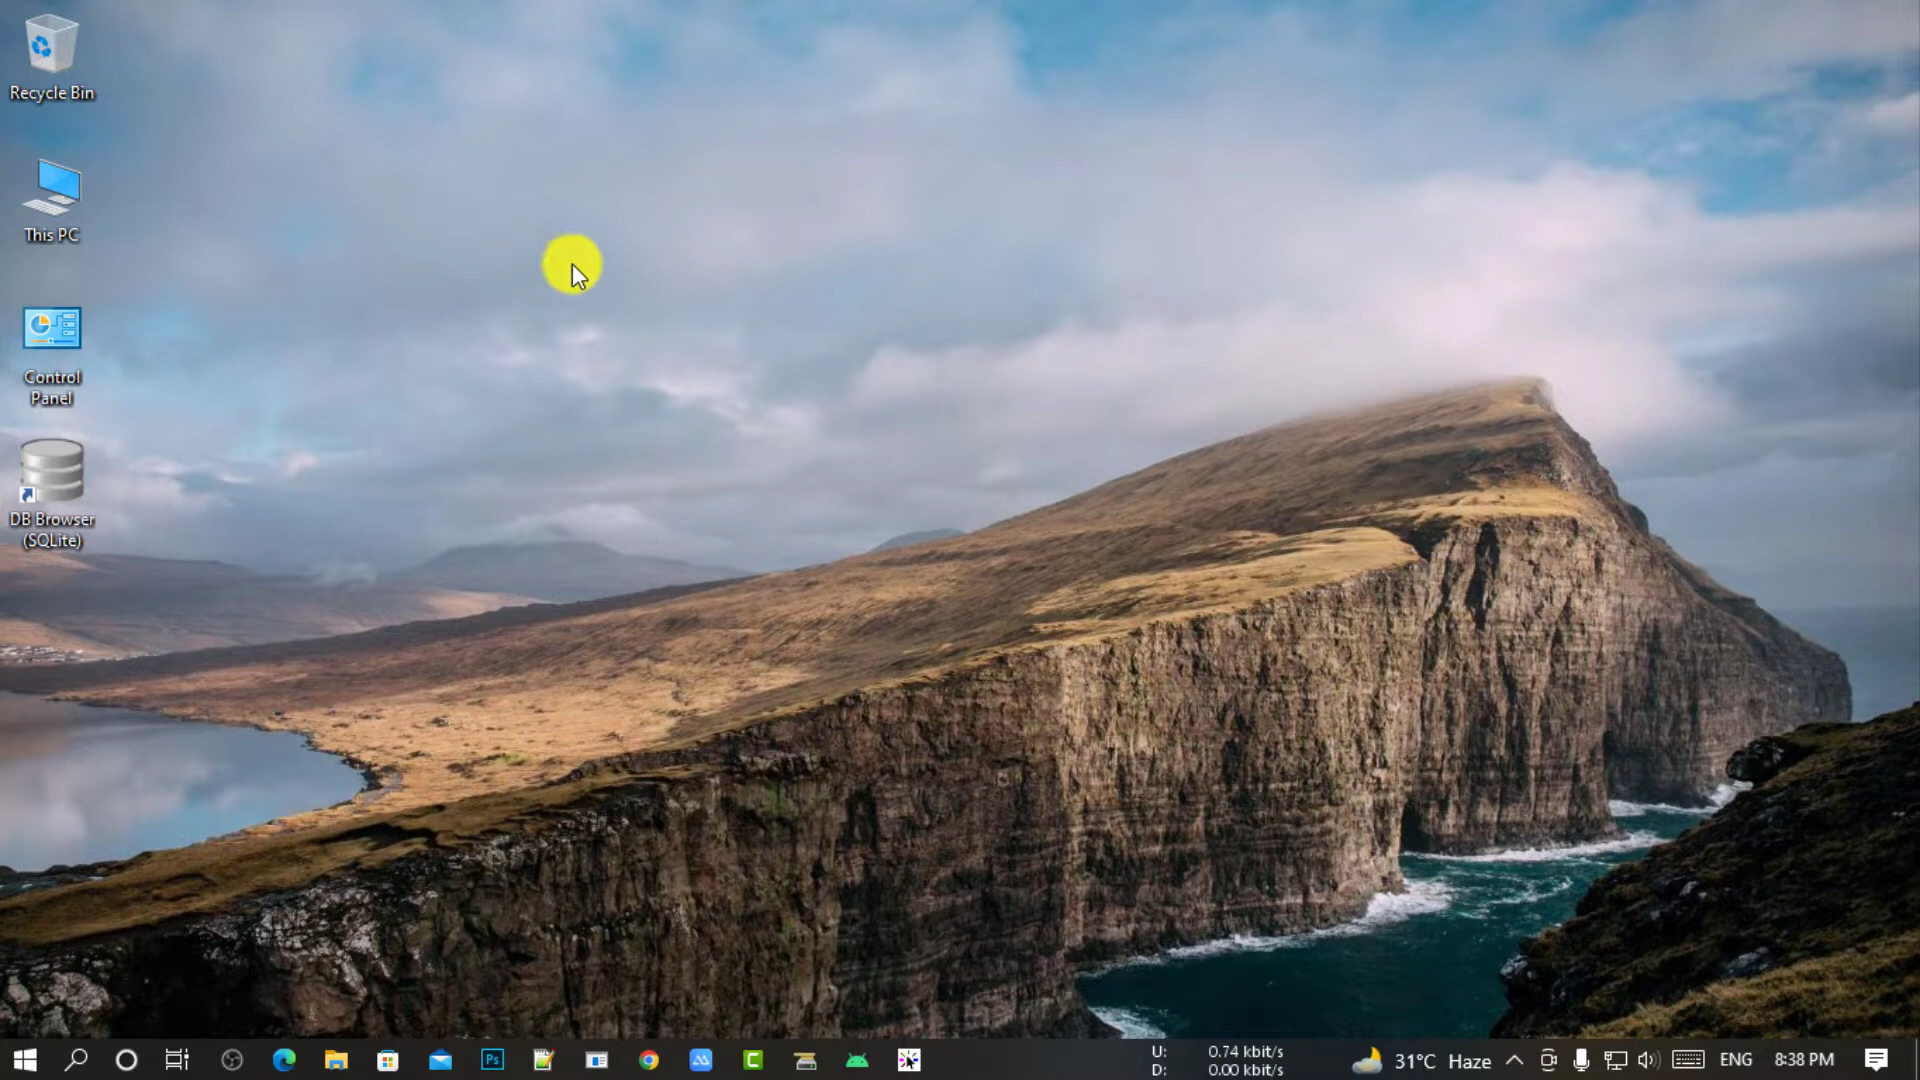 Recycle Bin
This PC
Control
Panel
DB Browser
(SQLite)
Ps
U: 0.74 kbit/s
D: 0.00 kbit/s
31°C Haze
ENG
8:38 PM